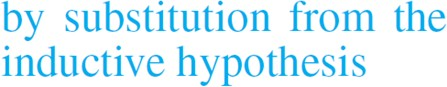 by substitution from the
inductive hypothesis